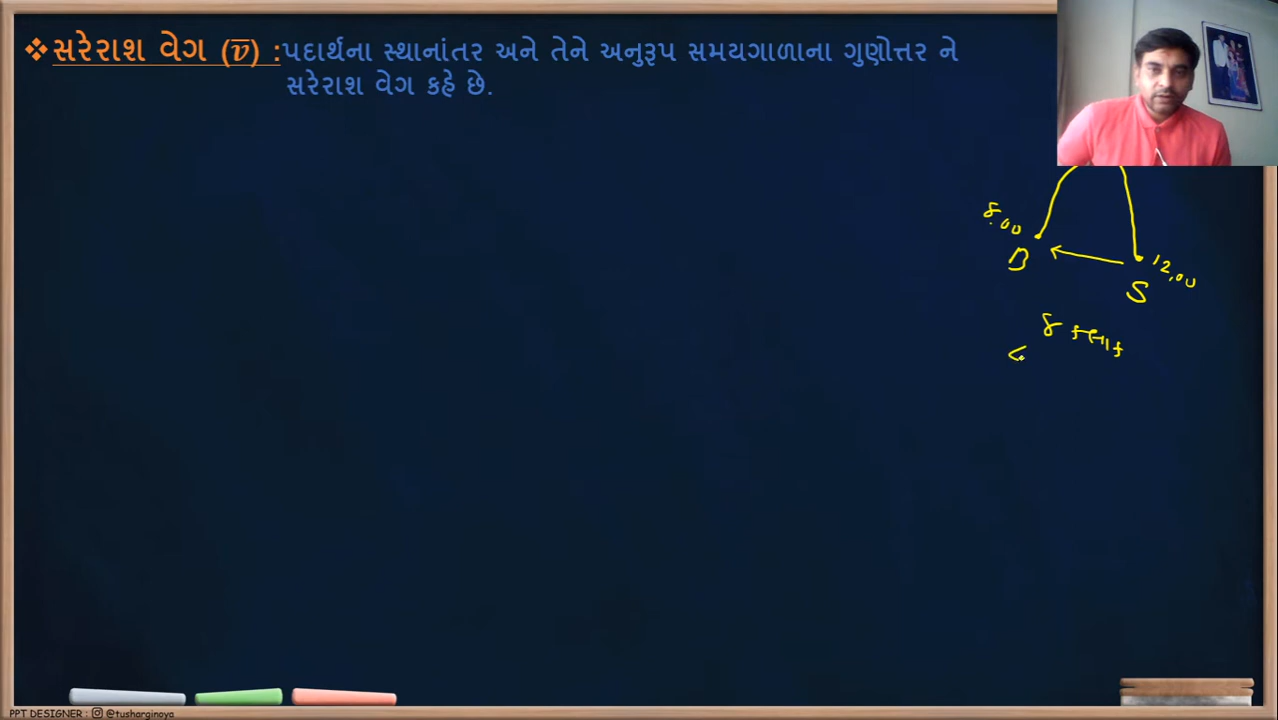 ❖સરેરાશ વેગ (v̅) :પદાર્થના સ્થાનાંતર અને તેને અનુરૂપ સમયગાળાના ગુણોત્તર ને
સરેરાશ વેગ કહે છે.
8.00
B
12.00
S
8 કલાક
PPT DESIGNER : @tusharginoya